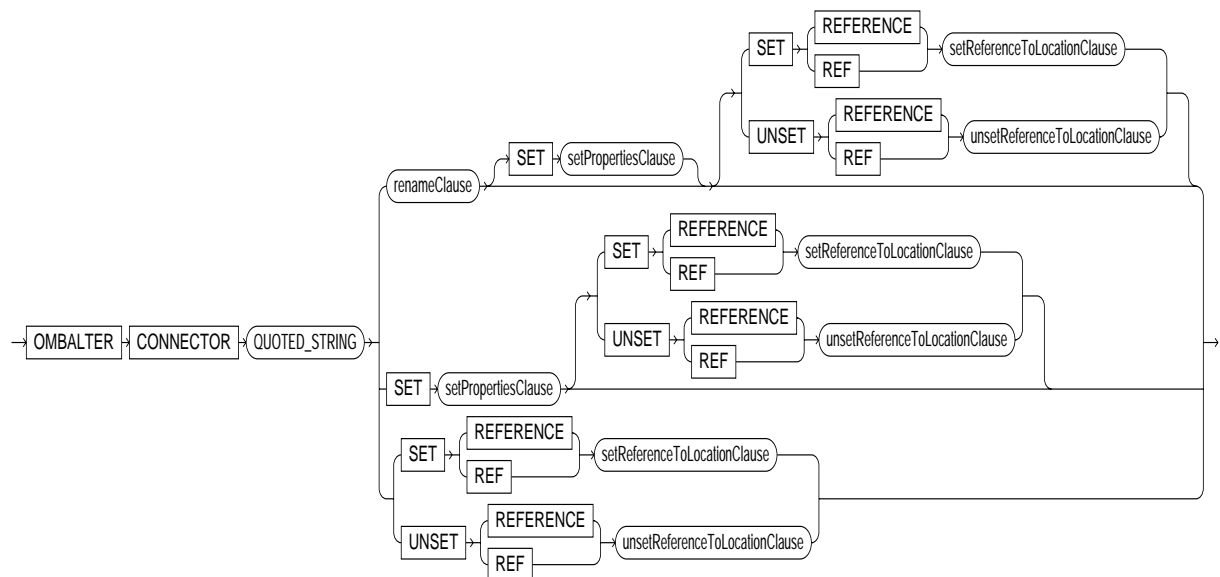 REFERENCE
SET setReferenceToLocationClause
REF
REFERENCE
UNSET unsetReferenceToLocationClause
REF
SET setPropertiesClause
renameClause
REFERENCE
SET setReferenceToLocationClause
REF
REFERENCE
UNSET unsetReferenceToLocationClause
REF
OMBALTER CONNECTOR QUOTED_STRING
SET setPropertiesClause
REFERENCE
SET setReferenceToLocationClause
REF
REFERENCE
UNSET unsetReferenceToLocationClause
REF